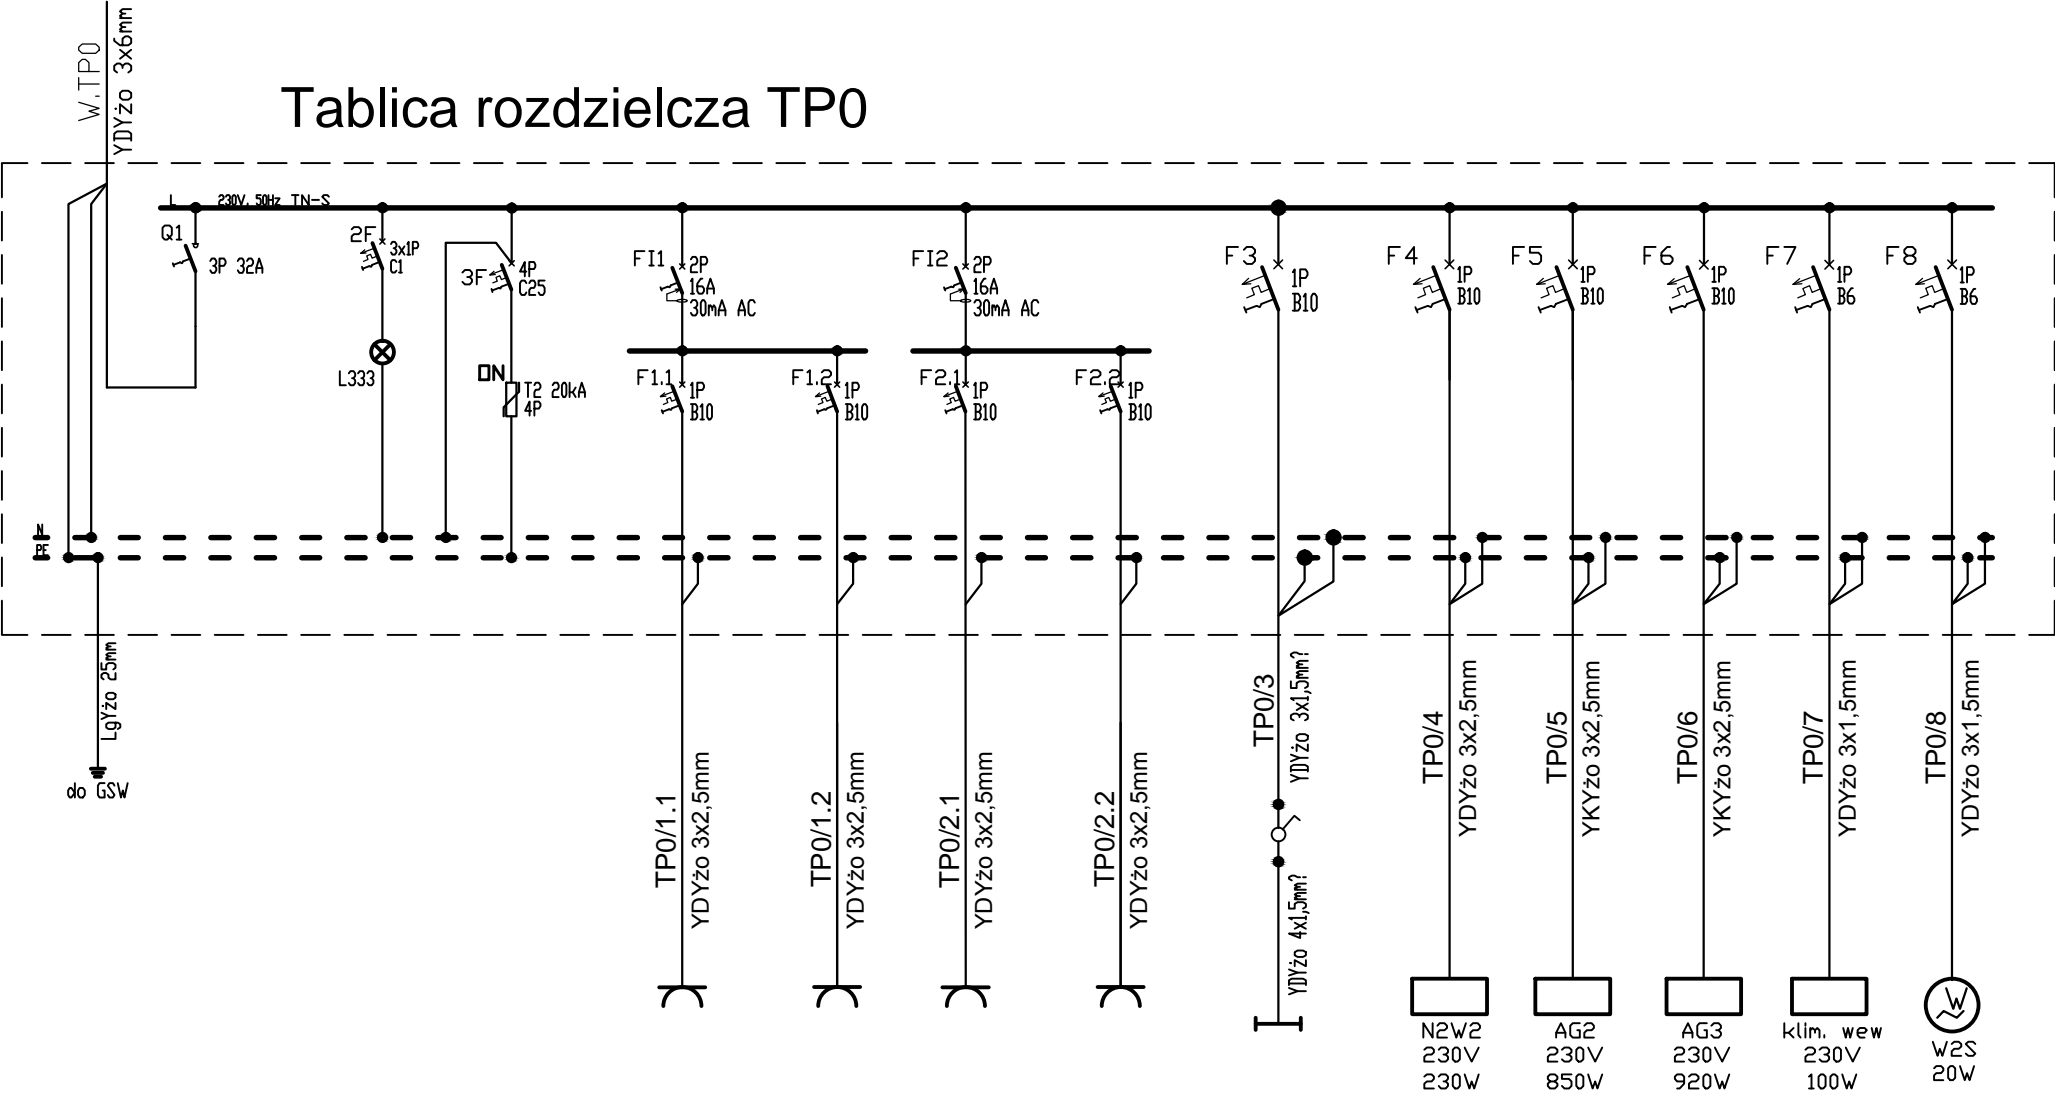 W.TP0
YDYżo 3x6mm
Tablica rozdzielcza TP0
L 230V, 50Hz TN-S
Q1
3P 32A
2F
3x1P
C1
L333
3F
4P
C25
ON
T2 20kA
4P
FI1
2P
16A
30mA AC
F1.1
1P
B10
F1.2
1P
B10
FI2
2P
16A
30mA AC
F2.1
1P
B10
F2.2
1P
B10
F3
1P
B10
F4
1P
B10
F5
1P
B10
F6
1P
B10
F7
1P
B6
F8
1P
B6
N
PE
LgYżo 25mm
do GSW
TP0/1.1
YDYżo 3x2,5mm
TP0/1.2
YDYżo 3x2,5mm
TP0/2.1
YDYżo 3x2,5mm
TP0/2.2
YDYżo 3x2,5mm
TP0/3
YDYżo 3x1,5mm?
YDYżo 4x1,5mm?
TP0/4
YDYżo 3x2,5mm
TP0/5
YKYżo 3x2,5mm
TP0/6
YKYżo 3x2,5mm
TP0/7
YDYżo 3x1,5mm
TP0/8
YDYżo 3x1,5mm
N2W2
230V
230W
AG2
230V
850W
AG3
230V
920W
klim. wew
230V
100W
W
W2S
20W